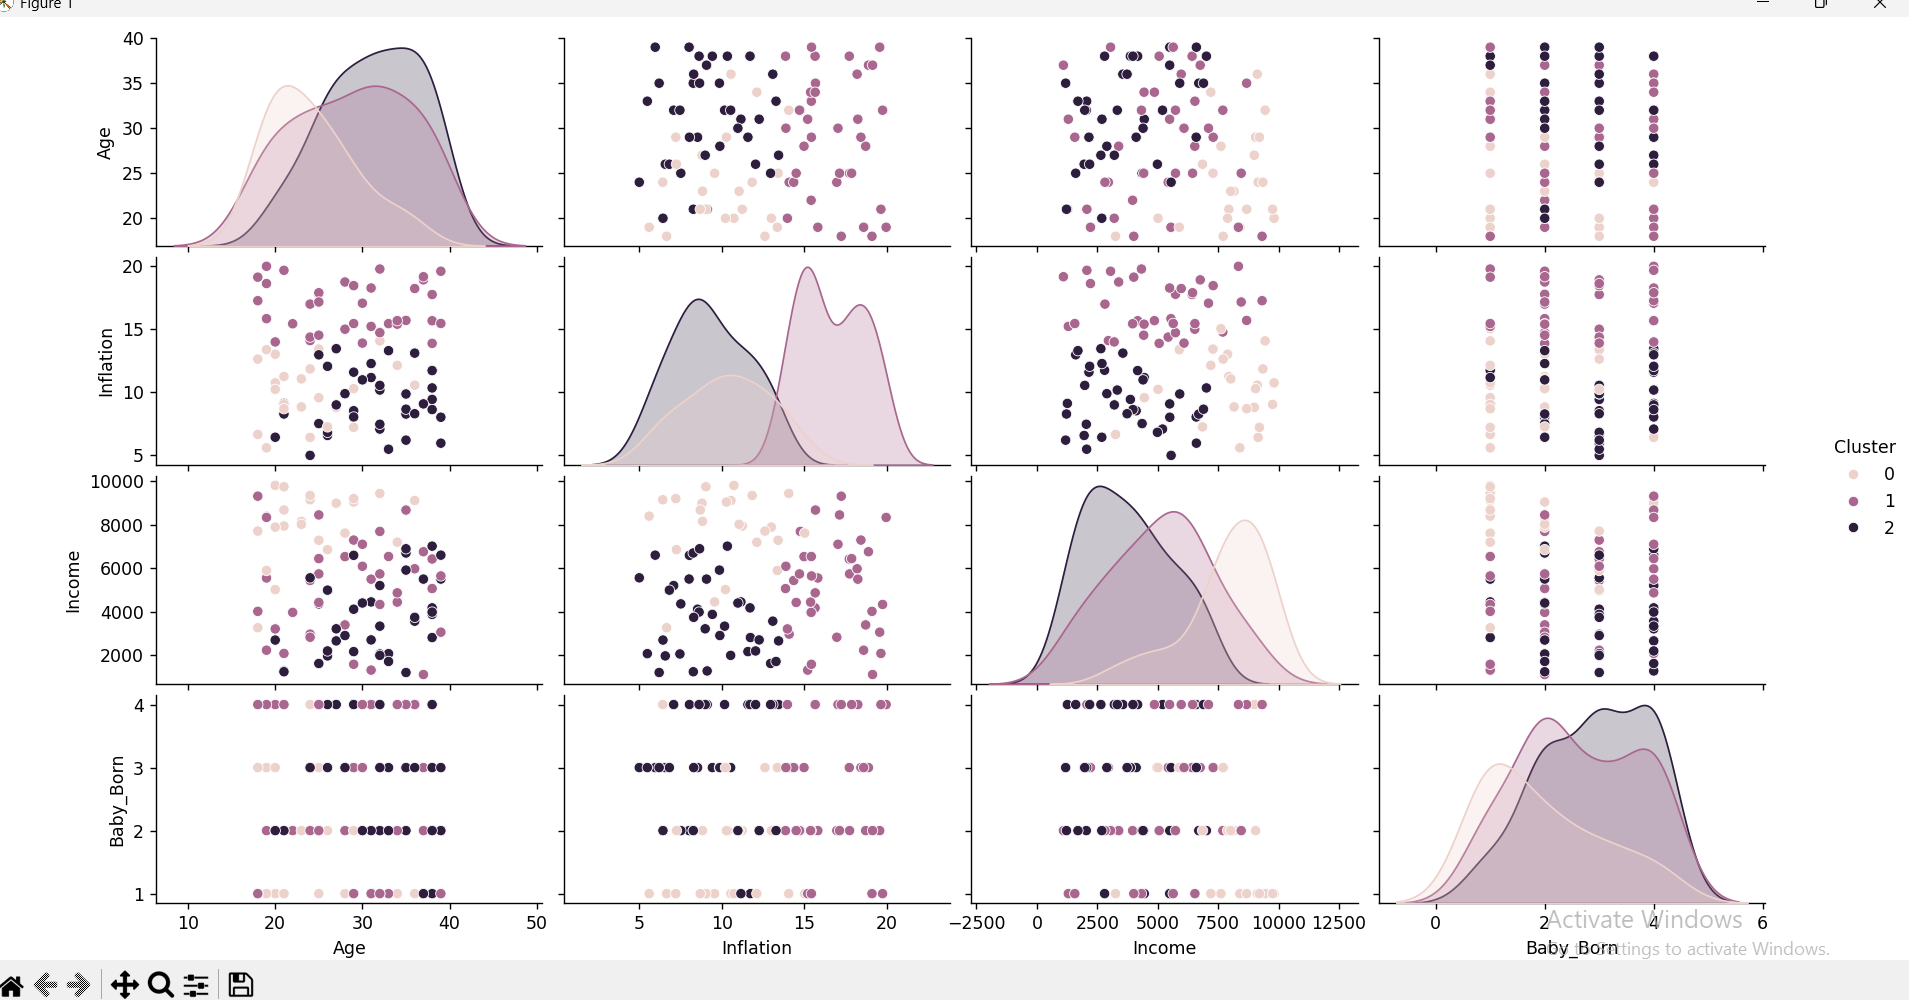 Figure 1
40
35
30
25
20
Age
20
15
10
5
Inflation
10000
8000
6000
4000
2000
Income
4
3
2
1
Baby_Born
10 20 30 40 50
Age
5 10 15 20
Inflation
−2500 0 2500 5000 7500 10000 12500
Income
0 2 4 6
Baby_Born
Cluster
0
1
2
Activate Windows
Go to Settings to activate Windows.